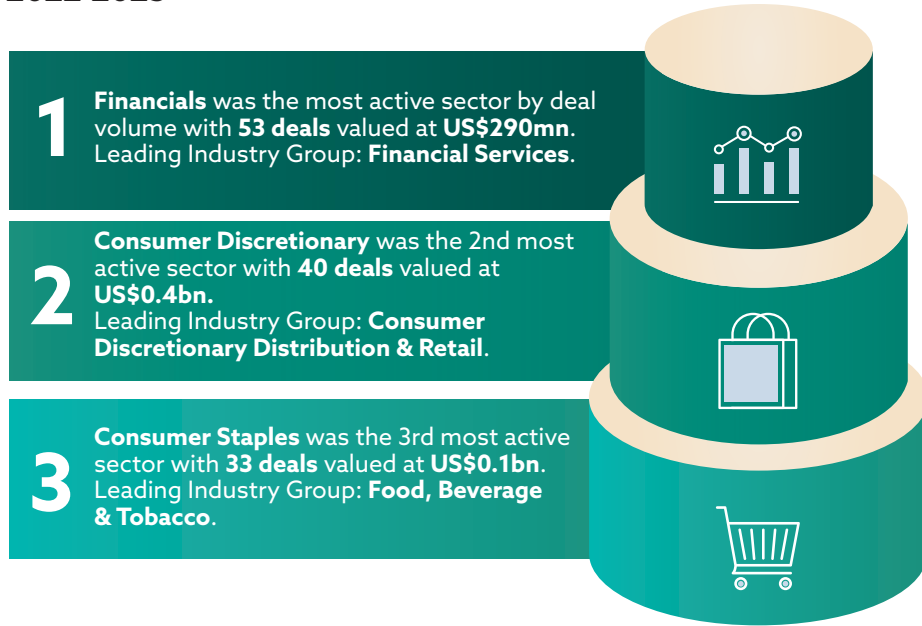 1
Financials was the most active sector by deal
volume with 53 deals valued at US$290mn.
Leading Industry Group: Financial Services.
2
Consumer Discretionary was the 2nd most
active sector with 40 deals valued at
US$0.4bn.
Leading Industry Group: Consumer
Discretionary Distribution & Retail.
3
Consumer Staples was the 3rd most active
sector with 33 deals valued at US$0.1bn.
Leading Industry Group: Food, Beverage
& Tobacco.